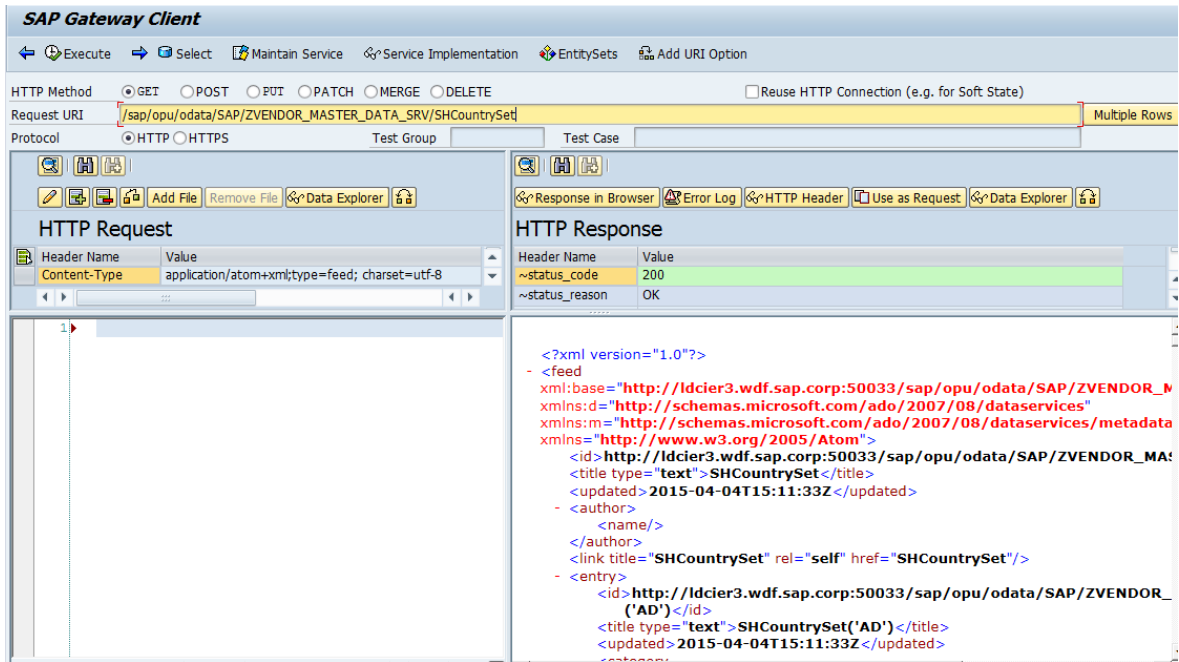 SAP Gateway Client
Execute Select Maintain Service Service Implementation EntitySets Add URI Option
HTTP Method GET POST PUT PATCH MERGE DELETE Reuse HTTP Connection (e.g. for Soft State)
Request URI /sap/opu/odata/SAP/ZVENDOR_MASTER_DATA_SRV/SHCountrySet Multiple Rows
Protocol HTTP HTTPS Test Group Test Case
Add File Remove File Data Explorer
Response in Browser Error Log HTTP Header Use as Request Data Explorer
HTTP Request
Header Name Value
Content-Type application/atom+xml;type=feed; charset=utf-8
HTTP Response
Header Name Value
~status_code 200
~status_reason OK
1
<?xml version="1.0"?>
- <feed
xml:base="http://ldcier3.wdf.sap.corp:50033/sap/opu/odata/SAP/ZVENDOR_M
xmlns:d="http://schemas.microsoft.com/ado/2007/08/dataservices"
xmlns:m="http://schemas.microsoft.com/ado/2007/08/dataservices/metadata
xmlns="http://www.w3.org/2005/Atom">
<id>http://ldcier3.wdf.sap.corp:50033/sap/opu/odata/SAP/ZVENDOR_MAS
<title type="text">SHCountrySet</title>
<updated>2015-04-04T15:11:33Z</updated>
- <author>
<name/>
</author>
<link title="SHCountrySet" rel="self" href="SHCountrySet"/>
- <entry>
<id>http://ldcier3.wdf.sap.corp:50033/sap/opu/odata/SAP/ZVENDOR_
('AD')</id>
<title type="text">SHCountrySet('AD')</title>
<updated>2015-04-04T15:11:33Z</updated>
<category